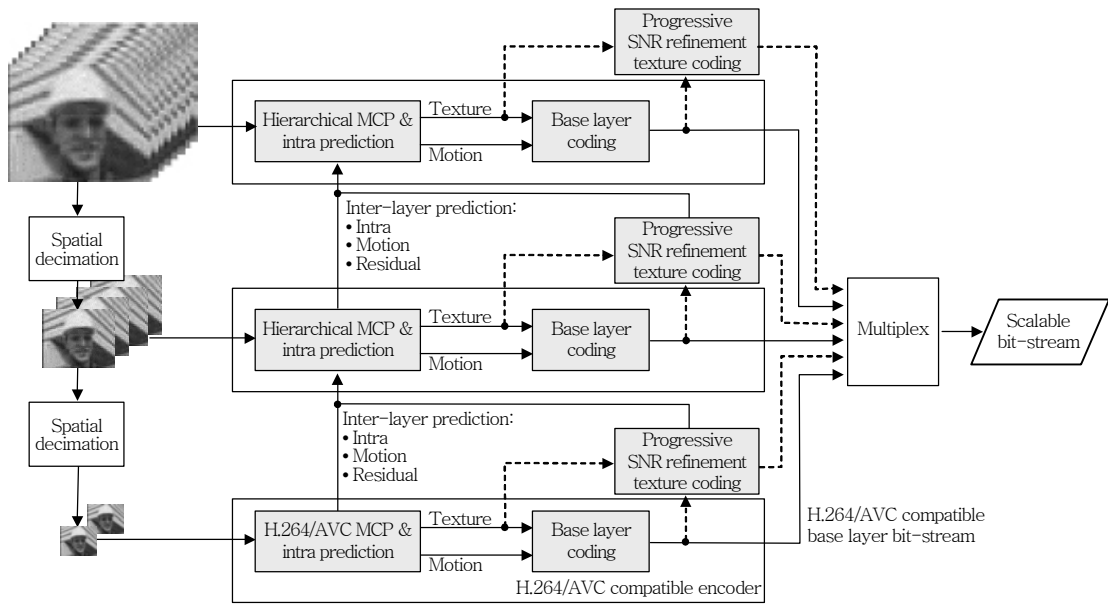 Progressive
SNR refinement
texture coding
Hierarchical MCP &
intra prediction
Texture
Motion
Base layer
coding
Spatial
decimation
Inter-layer prediction:
• Intra
• Motion
• Residual
Progressive
SNR refinement
texture coding
Hierarchical MCP &
intra prediction
Texture
Motion
Base layer
coding
Multiplex
Scalable
bit-stream
Spatial
decimation
Inter-layer prediction:
• Intra
• Motion
• Residual
Progressive
SNR refinement
texture coding
H.264/AVC MCP &
intra prediction
Texture
Motion
Base layer
coding
H.264/AVC compatible
base layer bit-stream
H.264/AVC compatible encoder